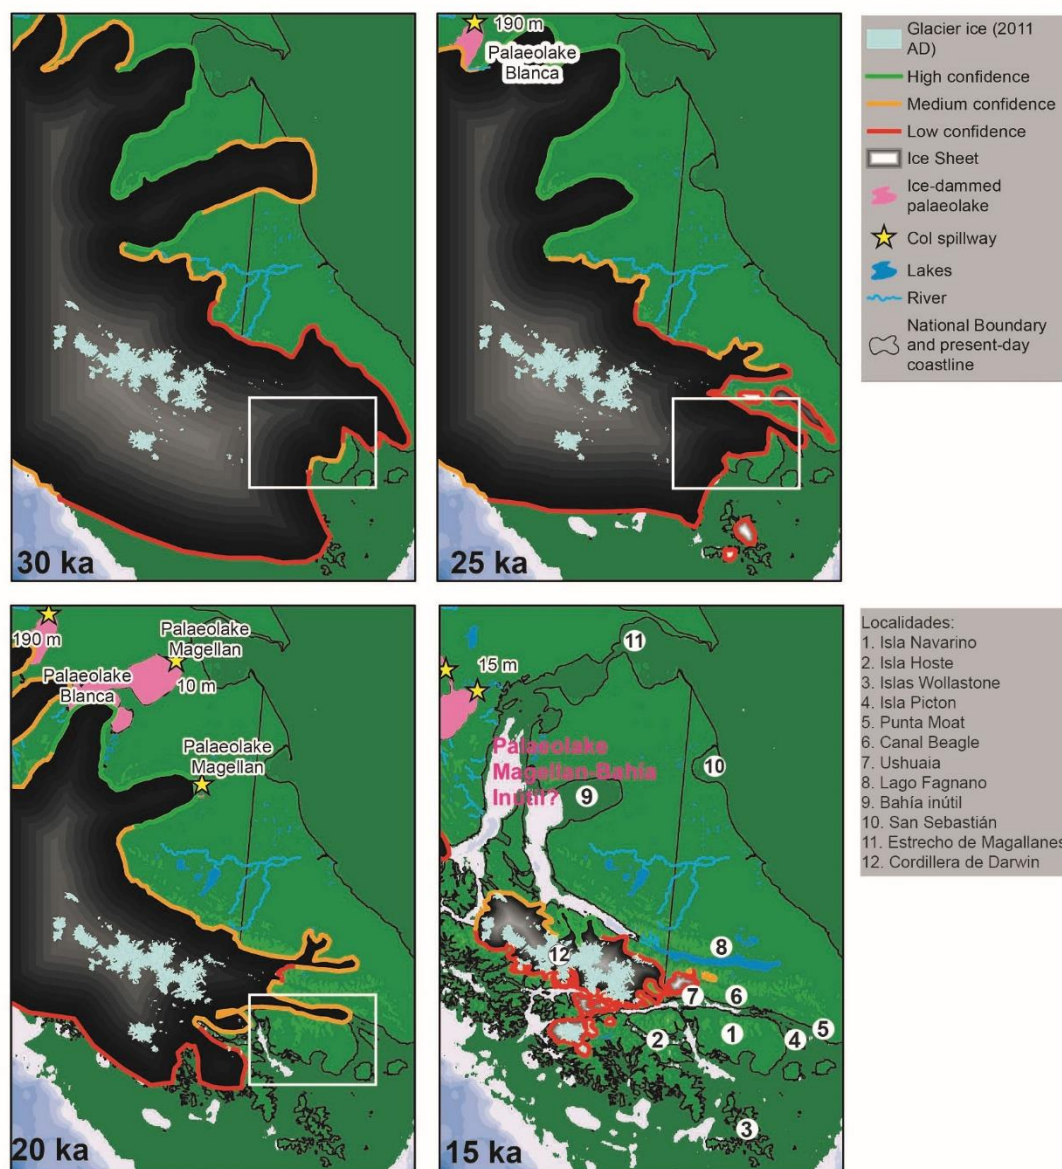 190 m
Palaeolake
Blanca
30 ka
25 ka
Glacier ice (2011
AD)
High confidence
Medium confidence
Low confidence
Ice Sheet
Ice-dammed
palaeolake
Col spillway
Lakes
River
National Boundary
and present-day
coastline
190 m
Palaeolake
Magellan
Palaeolake
Blanca
10 m
Palaeolake
Magellan
20 ka
11
15 m
Palaeolake
Magellan-Bahía
Inútil?
10
9
8
12
7
6
5
4
1
2
3
15 ka
Localidades:
1. Isla Navarino
2. Isla Hoste
3. Islas Wollastone
4. Isla Picton
5. Punta Moat
6. Canal Beagle
7. Ushuaia
8. Lago Fagnano
9. Bahía inútil
10. San Sebastián
11. Estrecho de Magallanes
12. Cordillera de Darwin